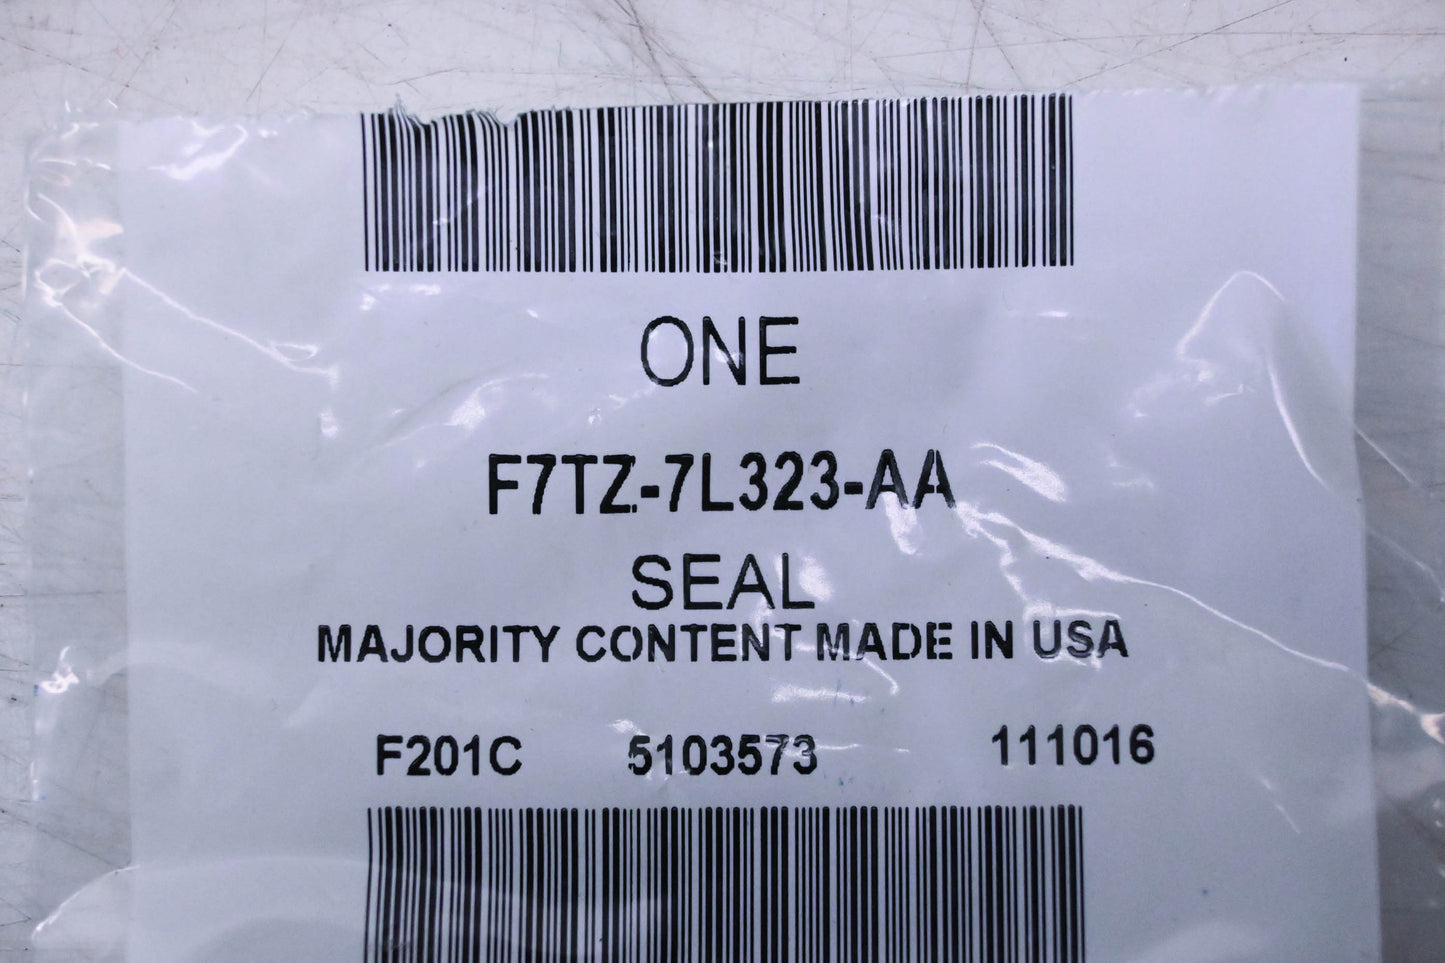 ONE
F7TZ-7L323-AA
SEAL
MAJORITY CONTENT MADE IN USA
F201C 5103573 111016